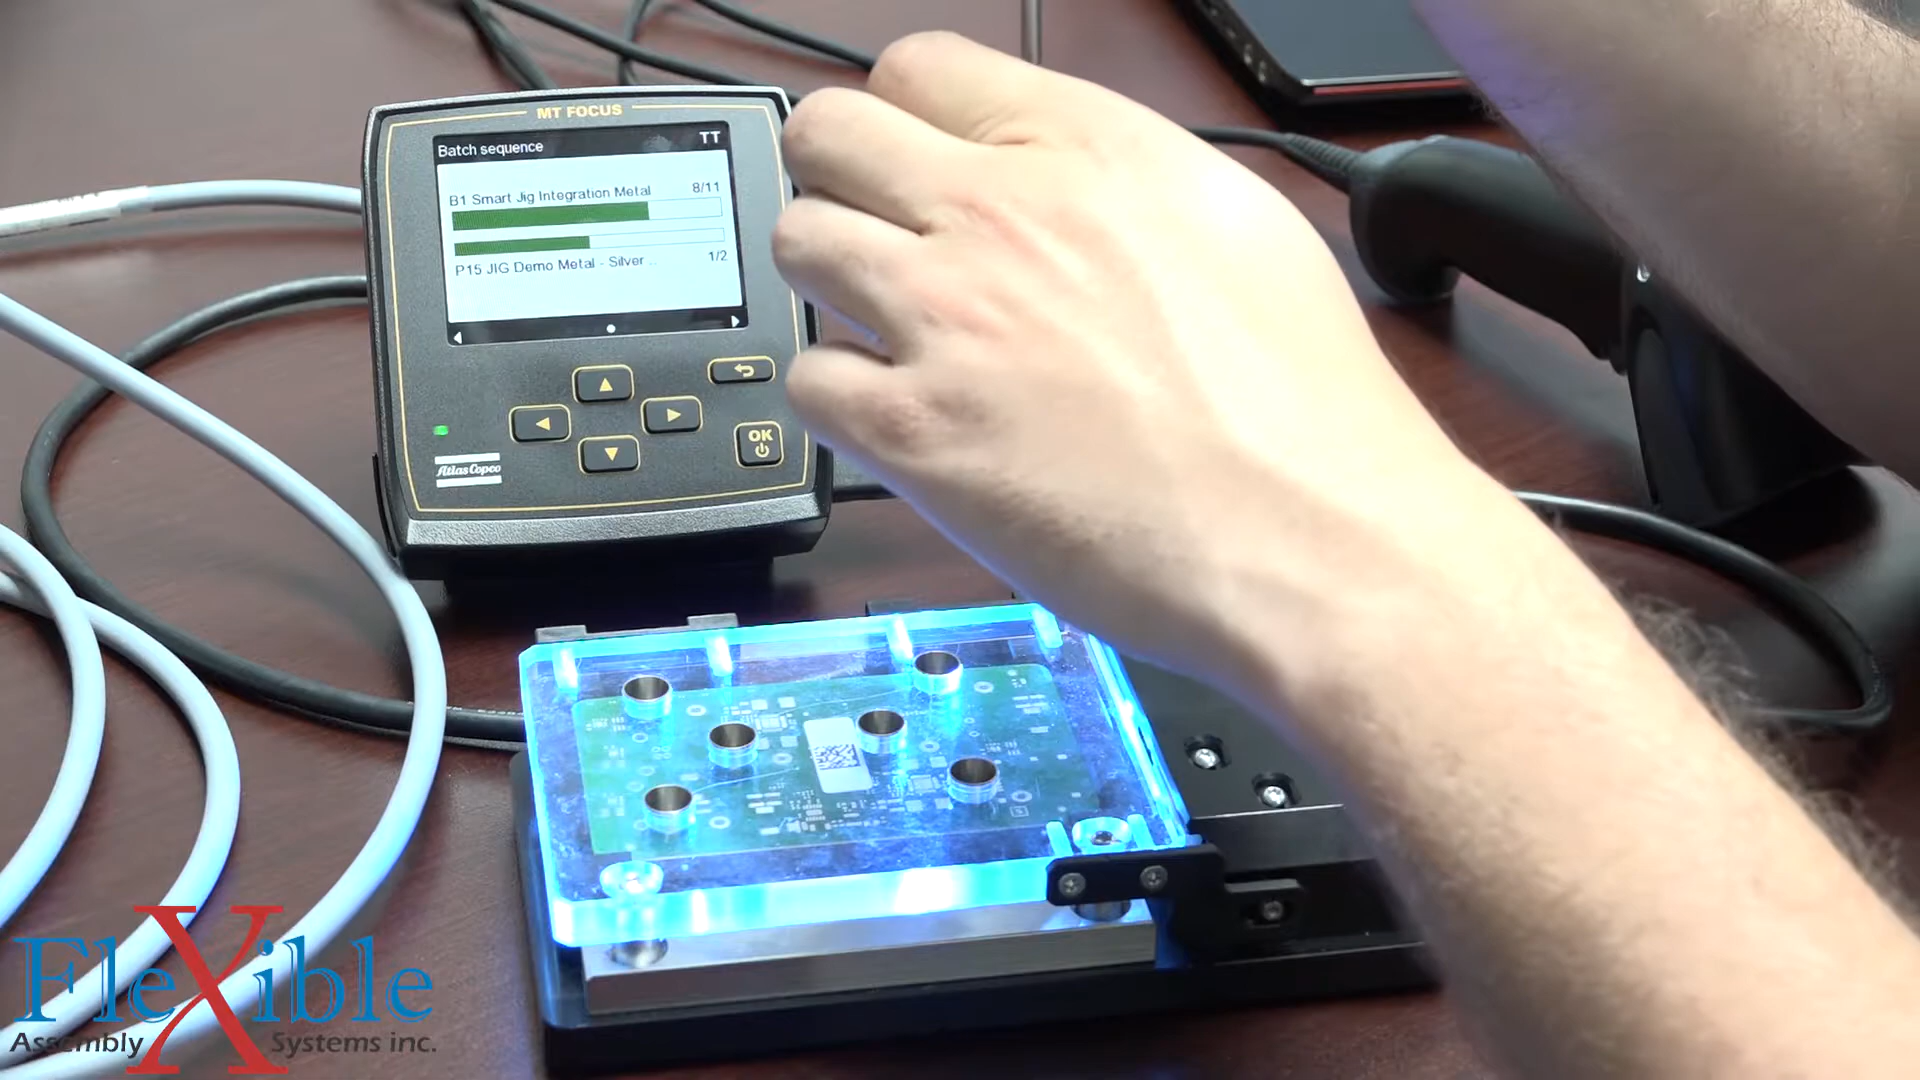 MT FOCUS
Batch sequence TT
B1 Smart Jig Integration Metal 8/11
P15 JIG Demo Metal - Silver .. 1/2
OK
Atlas Copco
FleXible
Assembly Systems inc.